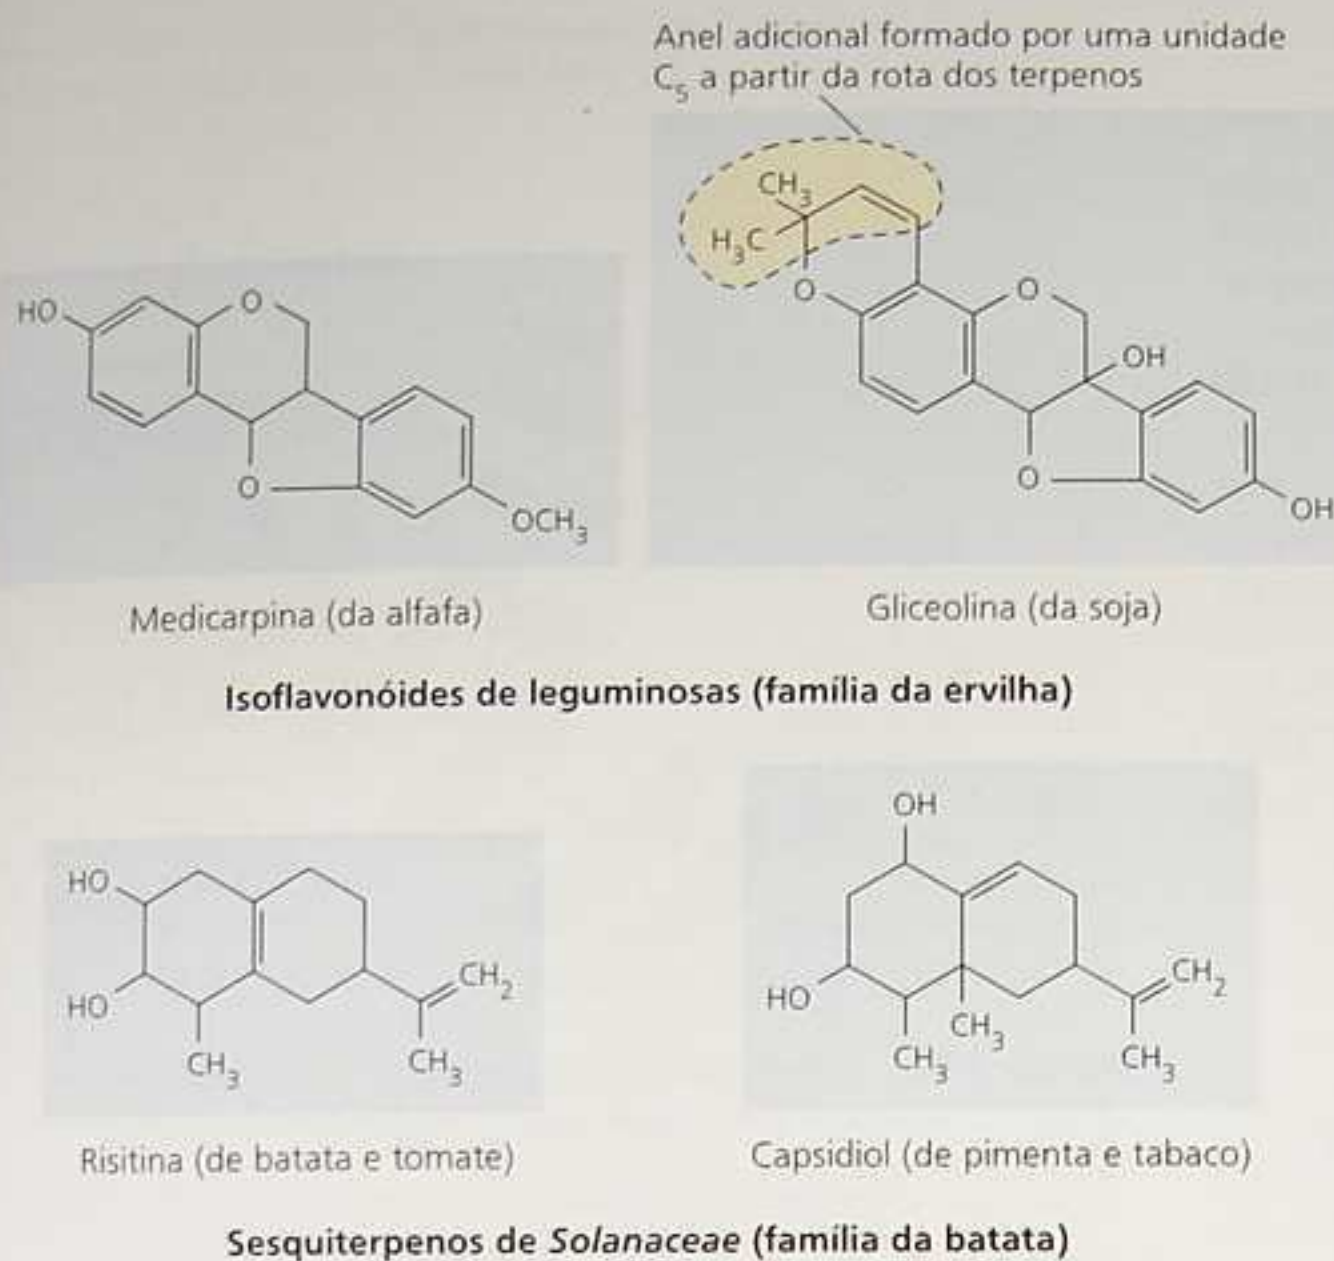 Anel adicional formado por uma unidade
C₅ a partir da rota dos terpenos
CH₃
H₃C
O
O
OH
O
OH
HO
O
O
OCH₃
Medicarpina (da alfafa)
Gliceolina (da soja)
Isoflavonóides de leguminosas (família da ervilha)
HO
HO
CH₃
CH₂
CH₃
OH
HO
CH₃
CH₃
CH₂
CH₃
Risitina (de batata e tomate)
Capsidiol (de pimenta e tabaco)
Sesquiterpenos de Solanaceae (família da batata)